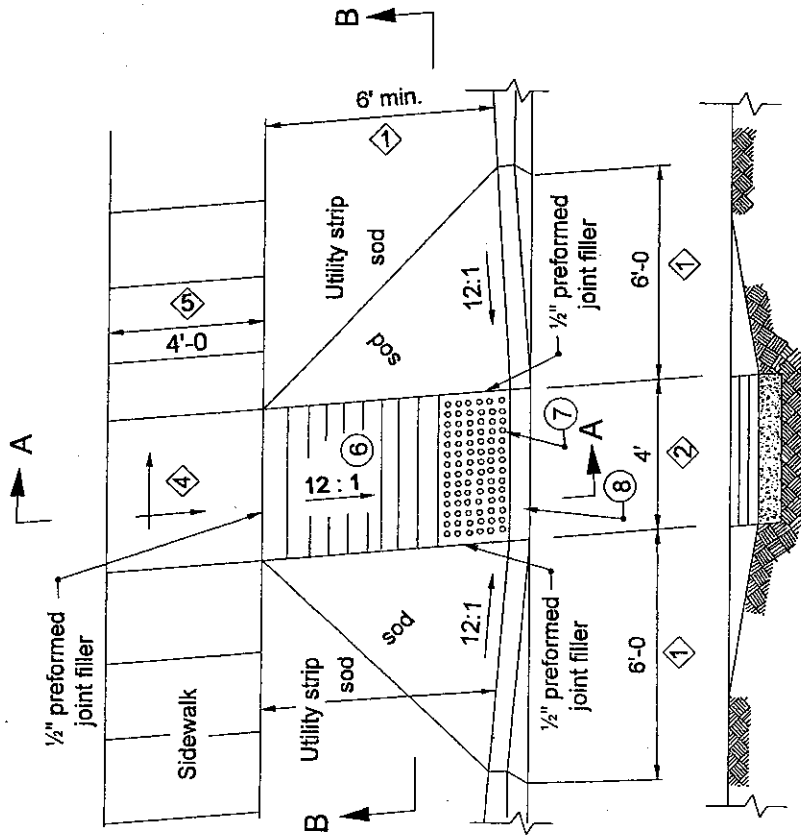 B
B
A
A
6' min.
1
5
4'-0
Utility strip
sod
sod
12:1
½" preformed
joint filler
6'-0
1
4
6
12 : 1
7
8
4'
2
½" preformed
joint filler
Sidewalk
Utility strip
sod
sod
12:1
½" preformed
joint filler
6'-0
1